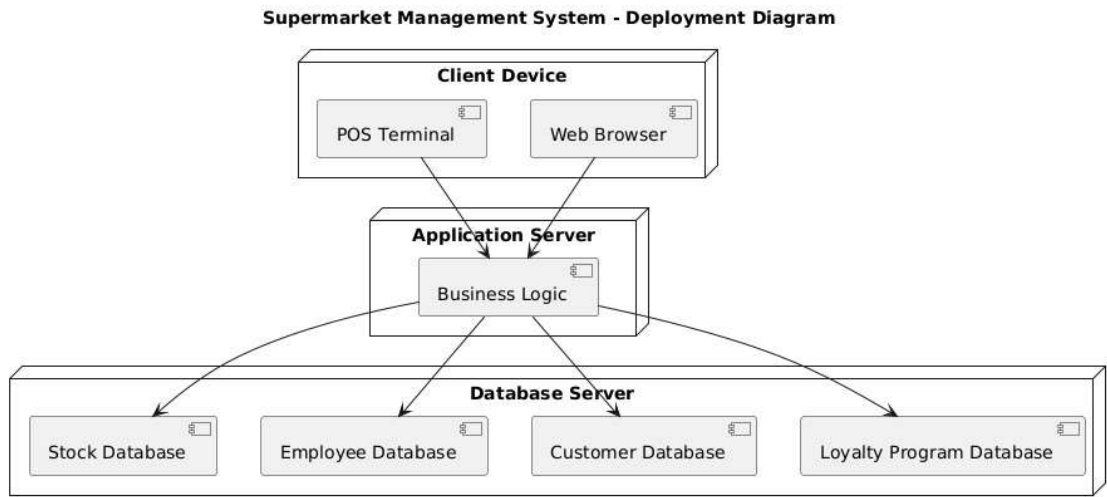 Supermarket Management System - Deployment Diagram
Client Device
POS Terminal
Web Browser
Application Server
Business Logic
Database Server
Stock Database
Employee Database
Customer Database
Loyalty Program Database